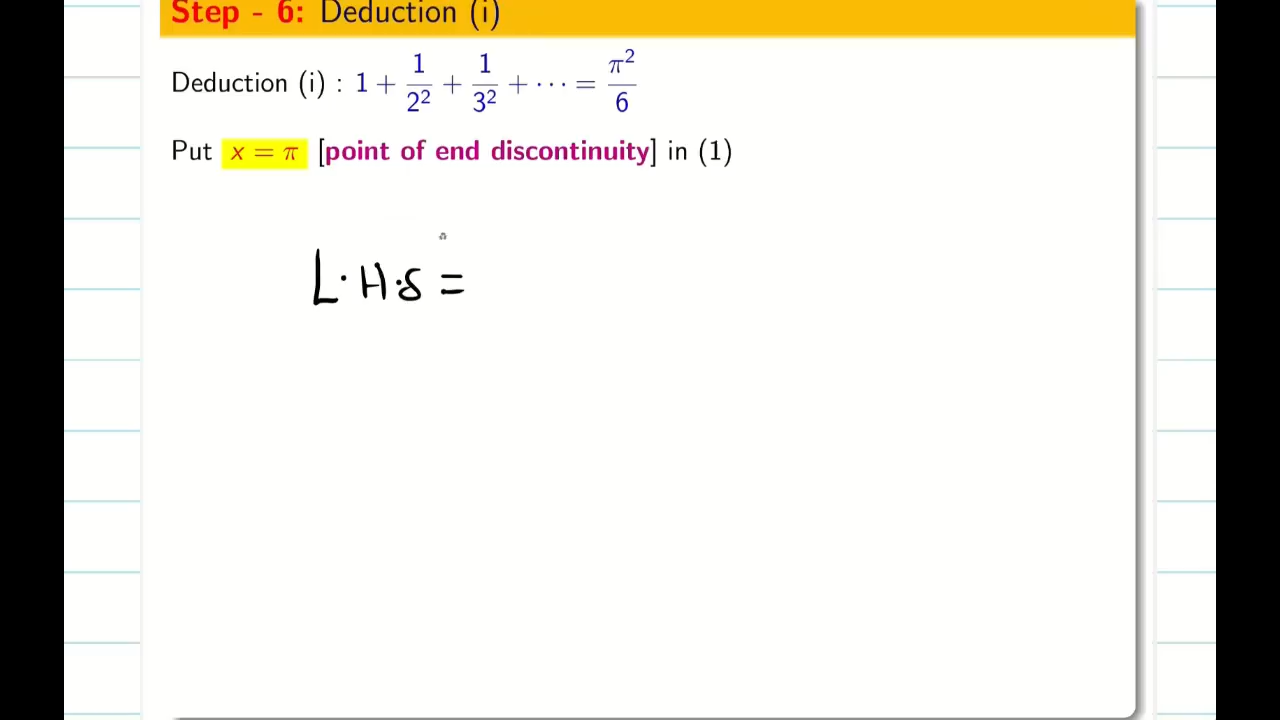 Step - 6: Deduction (i)
Deduction (i) : 1 + 1/2² + 1/3² + ⋯ = π²/6
Put x = π [point of end discontinuity] in (1)
L.H.S =